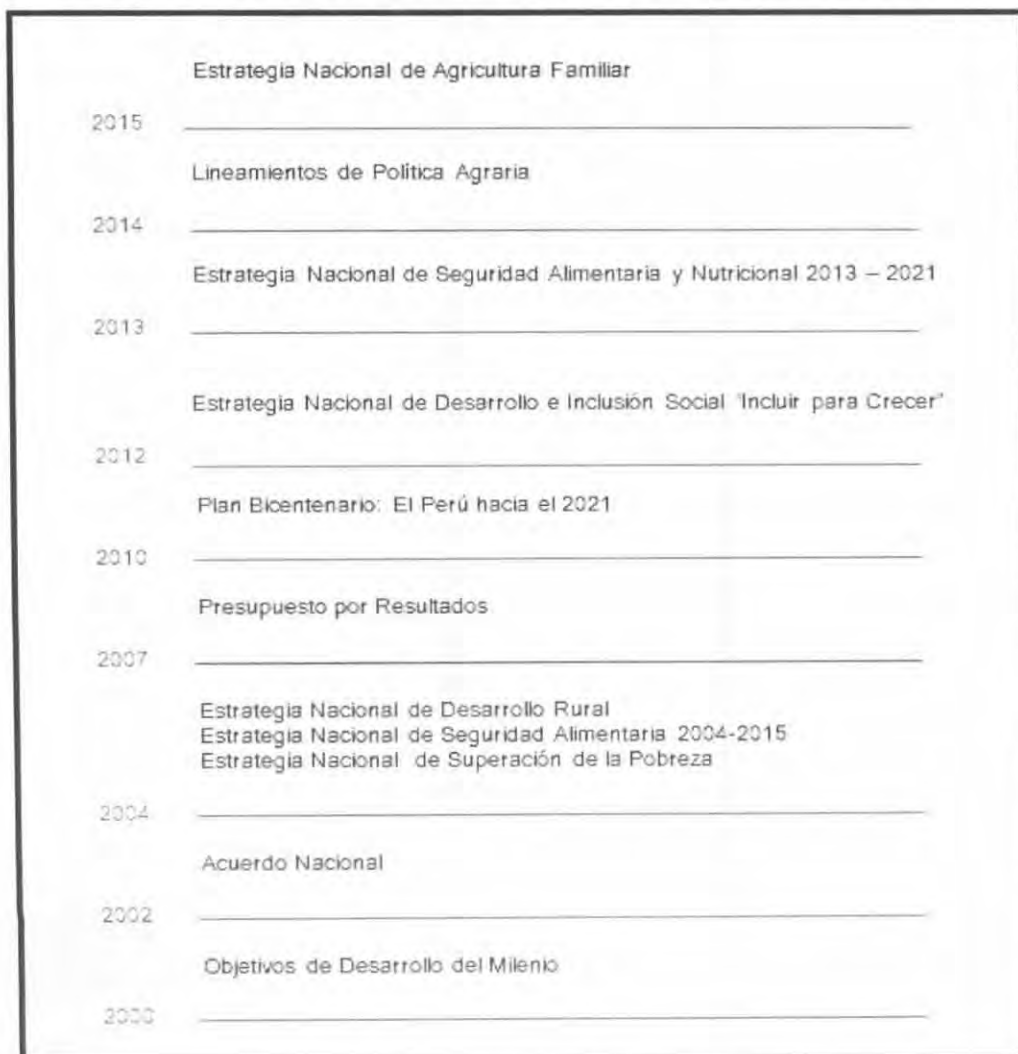 Estrategia Nacional de Agricultura Familiar
2015
Lineamientos de Política Agraria
2014
Estrategia Nacional de Seguridad Alimentaria y Nutricional 2013 – 2021
2013
Estrategia Nacional de Desarrollo e Inclusión Social "Incluir para Crecer"
2012
Plan Bicentenario: El Perú hacia el 2021
2010
Presupuesto por Resultados
2007
Estrategia Nacional de Desarrollo Rural
Estrategia Nacional de Seguridad Alimentaria 2004-2015
Estrategia Nacional de Superación de la Pobreza
2004
Acuerdo Nacional
2002
Objetivos de Desarrollo del Milenio
2000